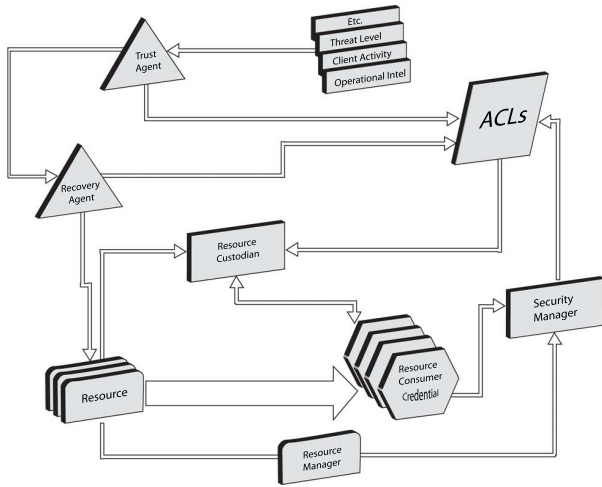 Etc.
Threat Level
Client Activity
Operational Intel
Trust
Agent
ACLs
Recovery
Agent
Resource
Custodian
Security
Manager
Resource
Consumer
Credential
Resource
Resource
Manager